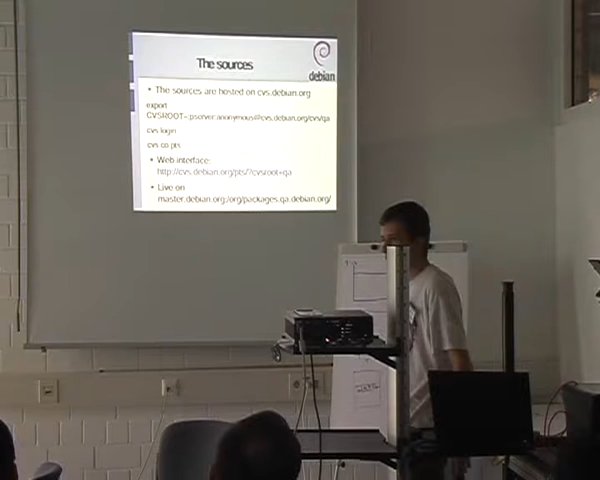 The sources
debian
• The sources are hosted on cvs.debian.org
export
CVSROOT=:pserver:anonymous@cvs.debian.org/cvs/qa
cvs login
cvs co pts
• Web interface:
http://cvs.debian.org/pts/?cvsroot=qa
• Live on
master.debian.org:/org/packages.qa.debian.org/